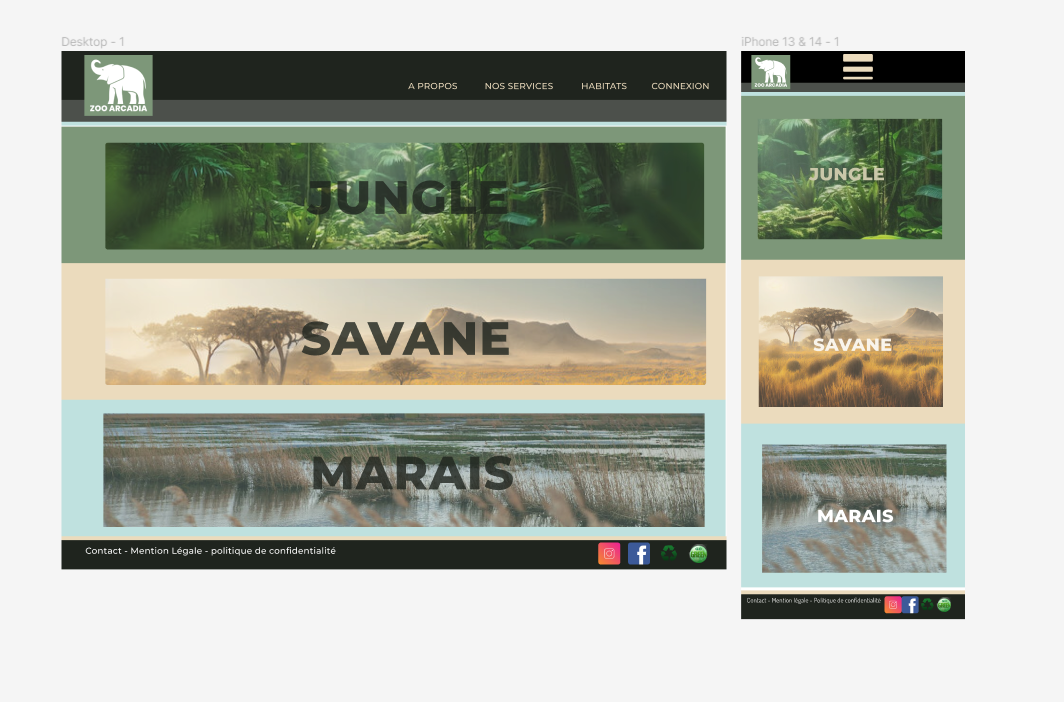 Desktop - 1
ZOO ARCADIA
A PROPOS NOS SERVICES HABITATS CONNEXION
JUNGLE
SAVANE
MARAIS
Contact - Mention Légale - politique de confidentialité
iPhone 13 & 14 - 1
ZOO ARCADIA
JUNGLE
SAVANE
MARAIS
Contact - Mention légale - Politique de confidentialité